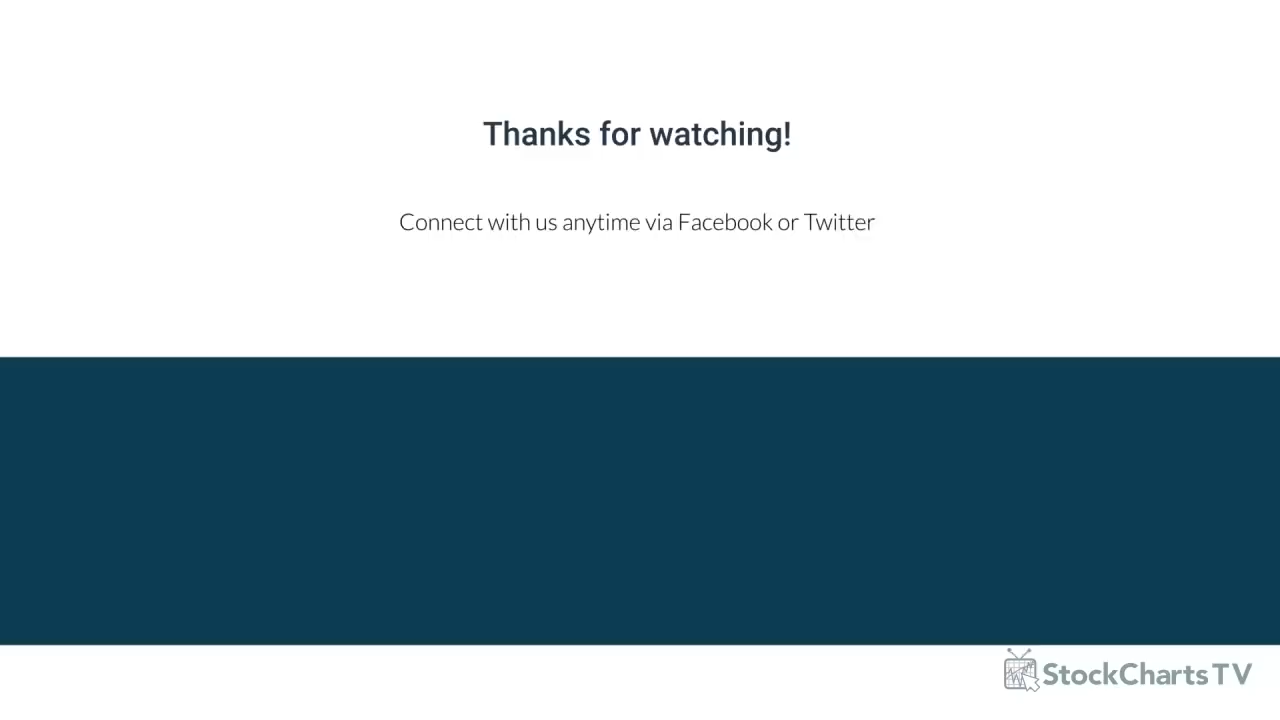 Thanks for watching!
Connect with us anytime via Facebook or Twitter
StockChartsTV